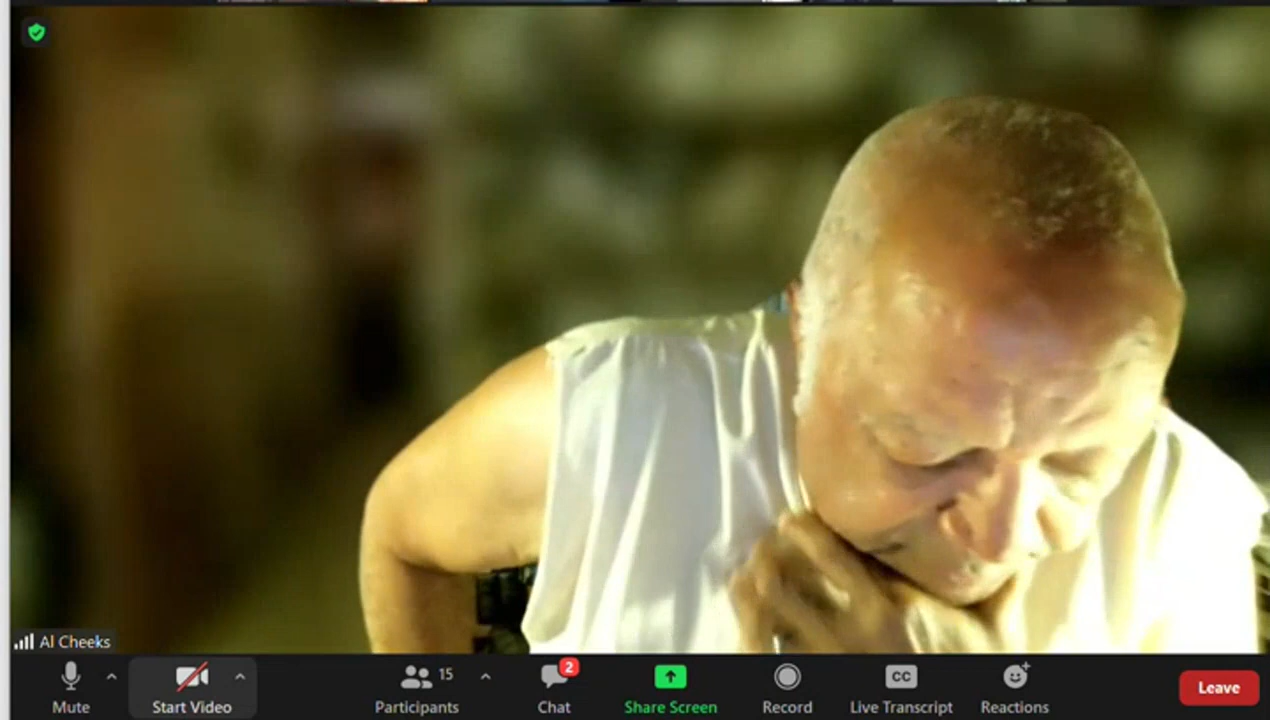 Al Cheeks
15
2
CC
Mute
Start Video
Participants
Chat
Share Screen
Record
Live Transcript
Reactions
Leave